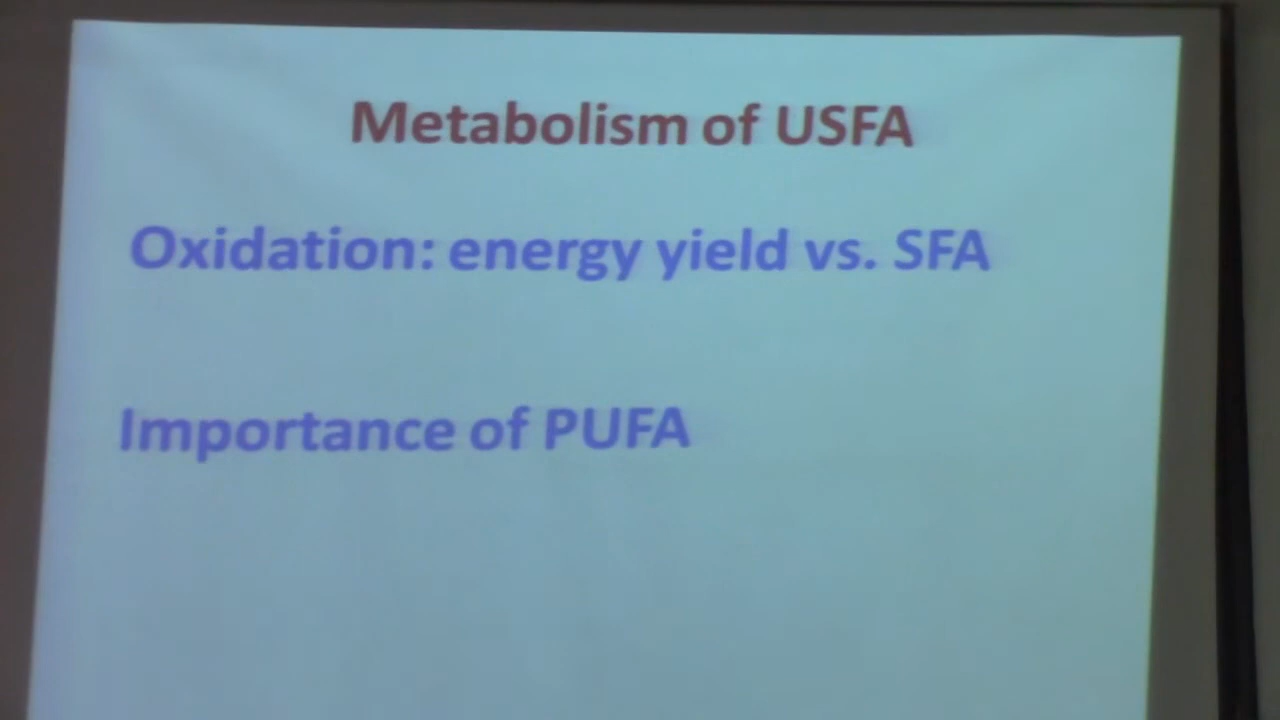 Metabolism of USFA
Oxidation: energy yield vs. SFA
Importance of PUFA